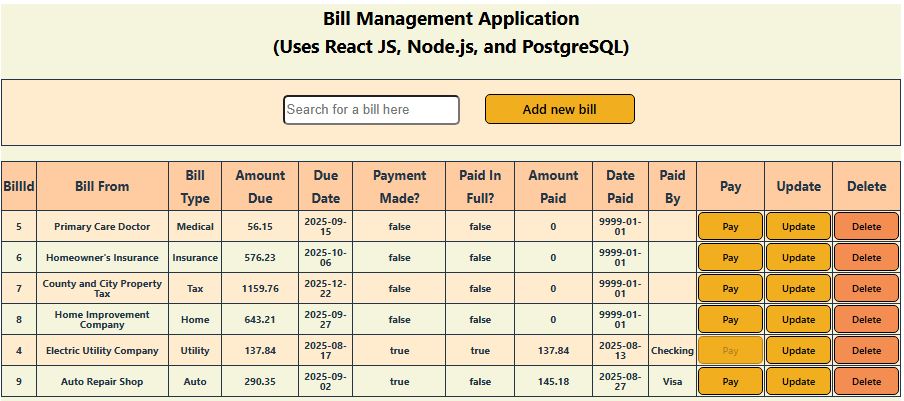 Bill Management Application
(Uses React JS, Node.js, and PostgreSQL)
Search for a bill here Add new bill
BillId Bill From Bill Type Amount Due Due Date Payment Made? Paid In Full? Amount Paid Date Paid Paid By Pay Update Delete
5 Primary Care Doctor Medical 56.15 2025-09-15 false false 0 9999-01-01 Pay Update Delete
6 Homeowner's Insurance Insurance 576.23 2025-10-06 false false 0 9999-01-01 Pay Update Delete
7 County and City Property Tax Tax 1159.76 2025-12-22 false false 0 9999-01-01 Pay Update Delete
8 Home Improvement Company Home 643.21 2025-09-27 false false 0 9999-01-01 Pay Update Delete
4 Electric Utility Company Utility 137.84 2025-08-17 true true 137.84 2025-08-13 Checking Pay Update Delete
9 Auto Repair Shop Auto 290.35 2025-09-02 true false 145.18 2025-08-27 Visa Pay Update Delete